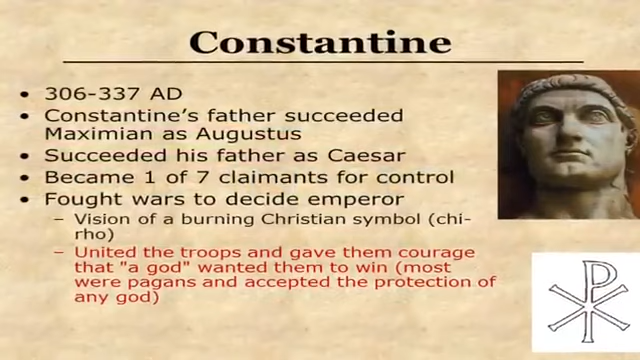 Constantine
• 306-337 AD
• Constantine's father succeeded
Maximian as Augustus
• Succeeded his father as Caesar
• Became 1 of 7 claimants for control
• Fought wars to decide emperor
– Vision of a burning Christian symbol (chi-
rho)
– United the troops and gave them courage
that "a god" wanted them to win (most
were pagans and accepted the protection of
any god)